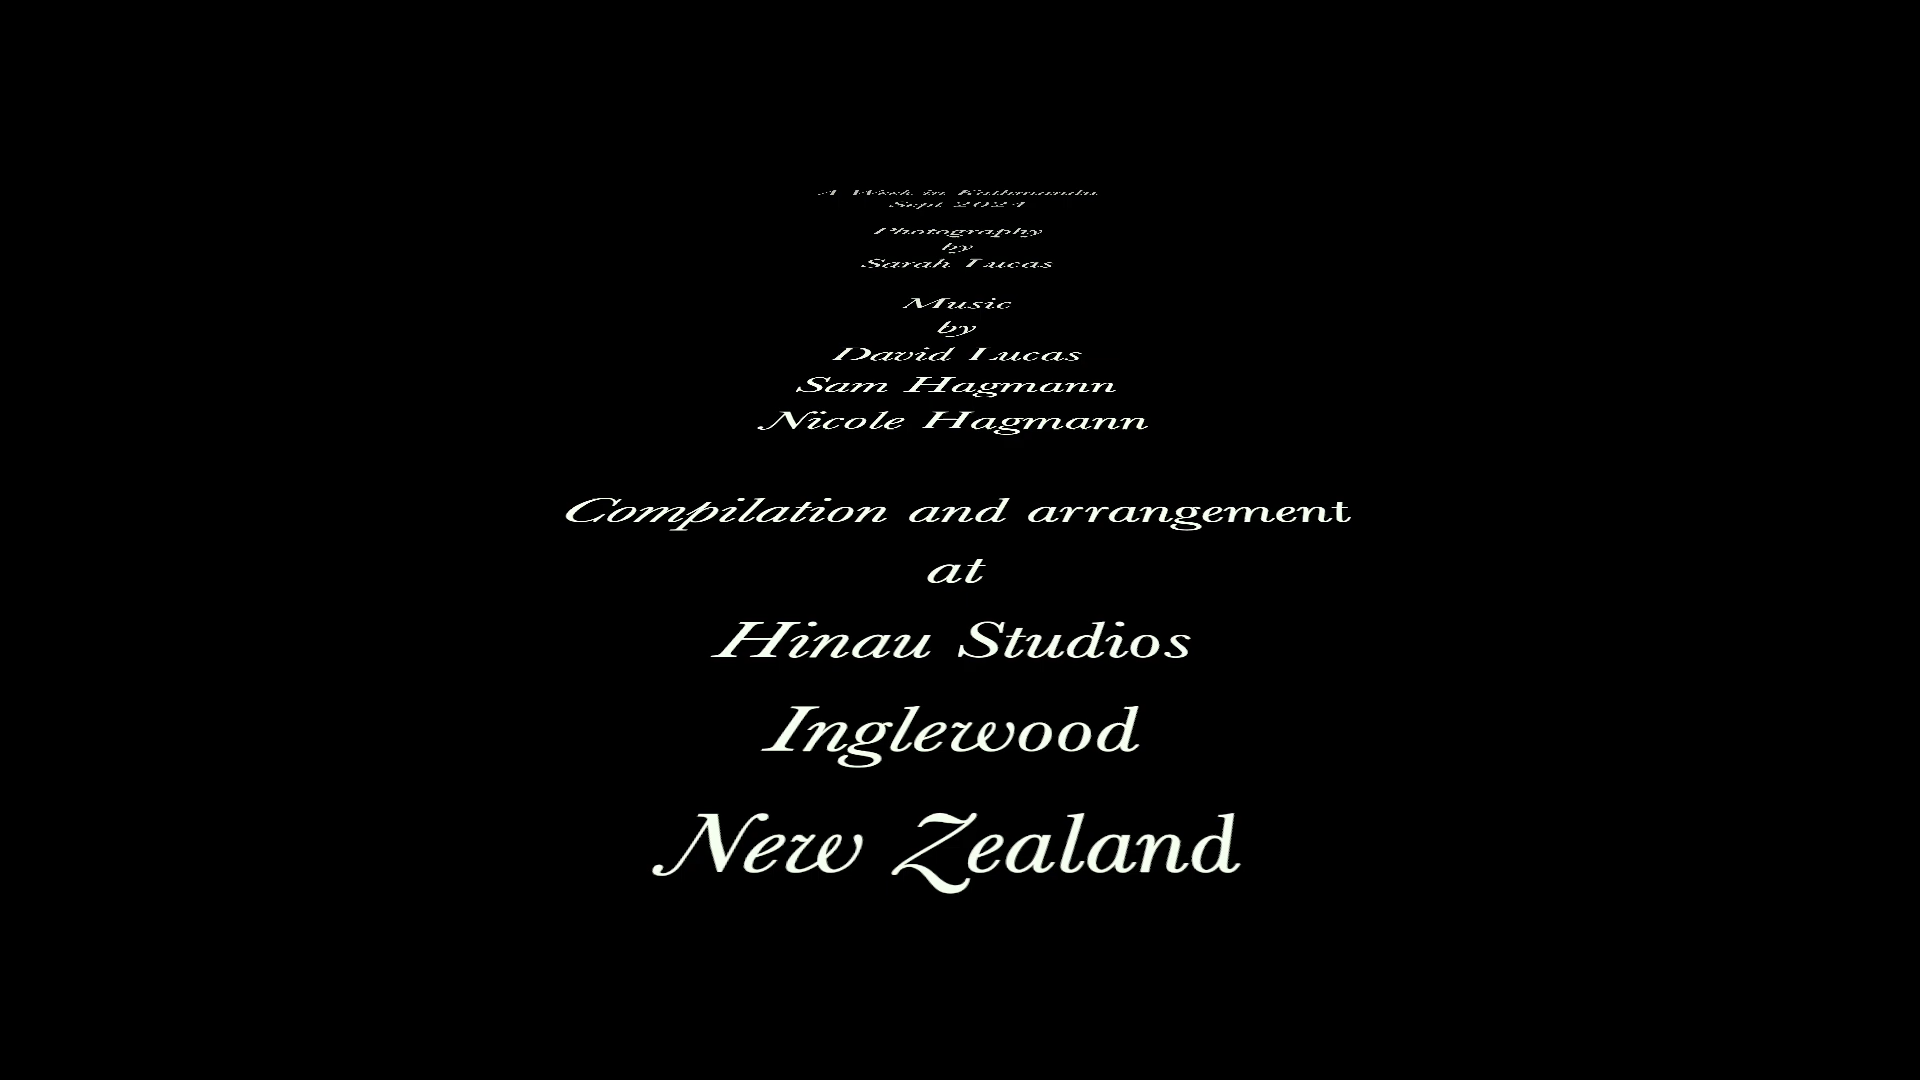 A Week in Kathmandu
Sept 2024
Photography
by
Sarah Lucas
Music
by
David Lucas
Sam Hagmann
Nicole Hagmann
Compilation and arrangement
at
Hinau Studios
Inglewood
New Zealand